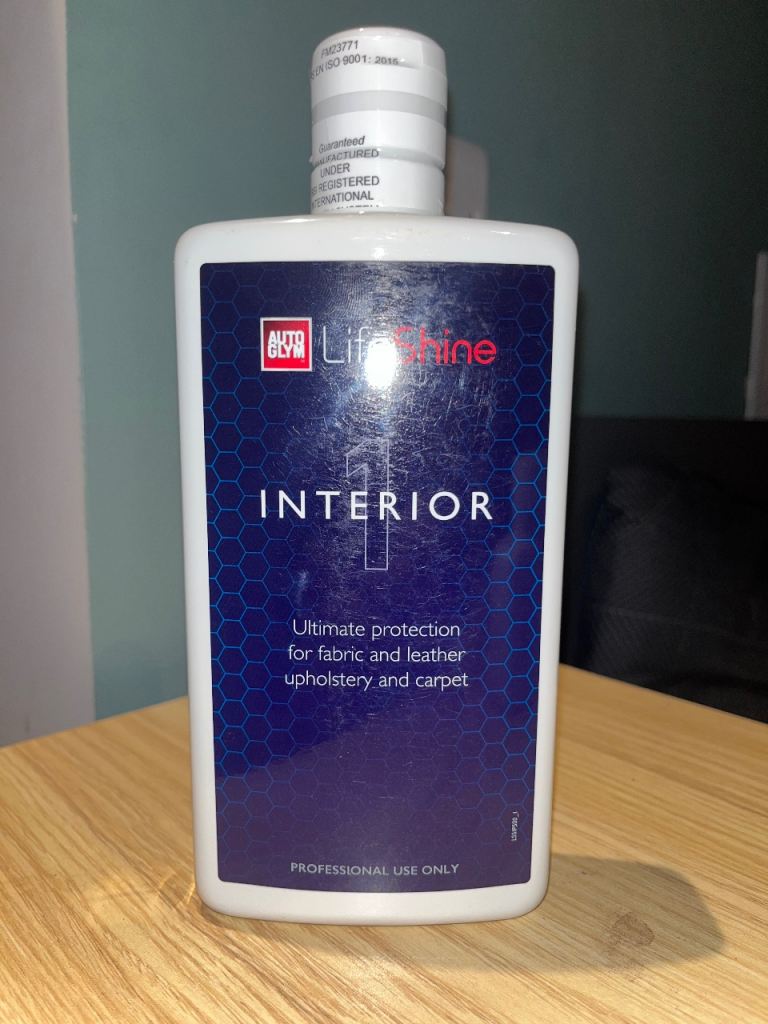 FM23771
EN ISO 9001: 2015
Guaranteed
MANUFACTURED
UNDER
REGISTERED
INTERNATIONAL
AUTO
GLYM
LifeShine
1
INTERIOR
Ultimate protection
for fabric and leather
upholstery and carpet
PROFESSIONAL USE ONLY